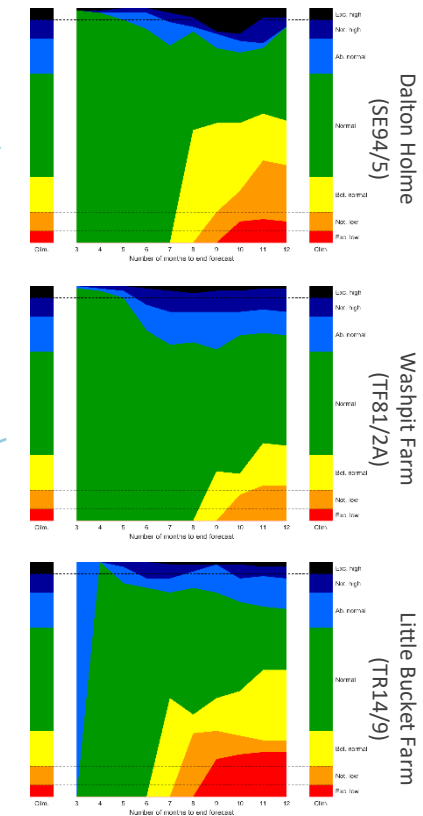 Exc. high
Not. high
Ab. normal
Normal
Bel. normal
Not. low
Exc. low
Clim.
3 4 5 6 7 8 9 10 11 12
Clim.
Number of months to end forecast
Dalton Holme
(SE94/5)
Exc. high
Not. high
Ab. normal
Normal
Bel. normal
Not. low
Exc. low
Clim.
3 4 5 6 7 8 9 10 11 12
Clim.
Number of months to end forecast
Washpit Farm
(TF81/2A)
Exc. high
Not. high
Ab. normal
Normal
Bel. normal
Not. low
Exc. low
Clim.
3 4 5 6 7 8 9 10 11 12
Clim.
Number of months to end forecast
Little Bucket Farm
(TR14/9)